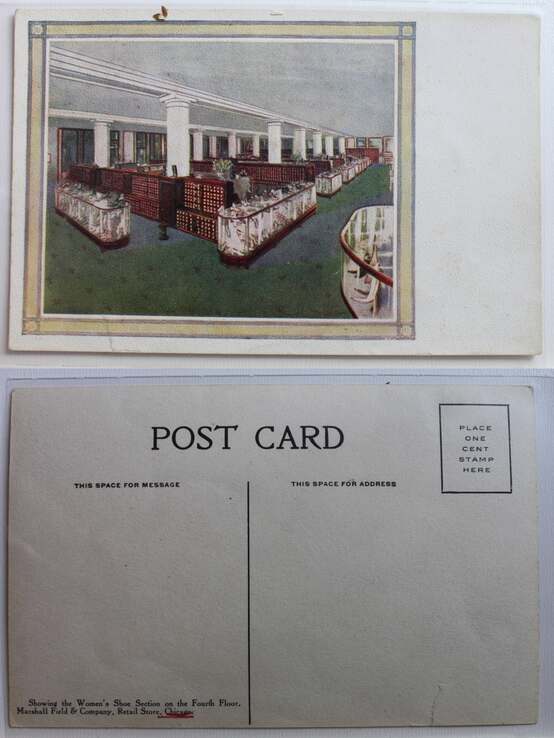 POST CARD
PLACE
ONE
CENT
STAMP
HERE
THIS SPACE FOR MESSAGE
THIS SPACE FOR ADDRESS
Showing the Women's Shoe Section on the Fourth Floor,
Marshall Field & Company, Retail Store, Chicago.